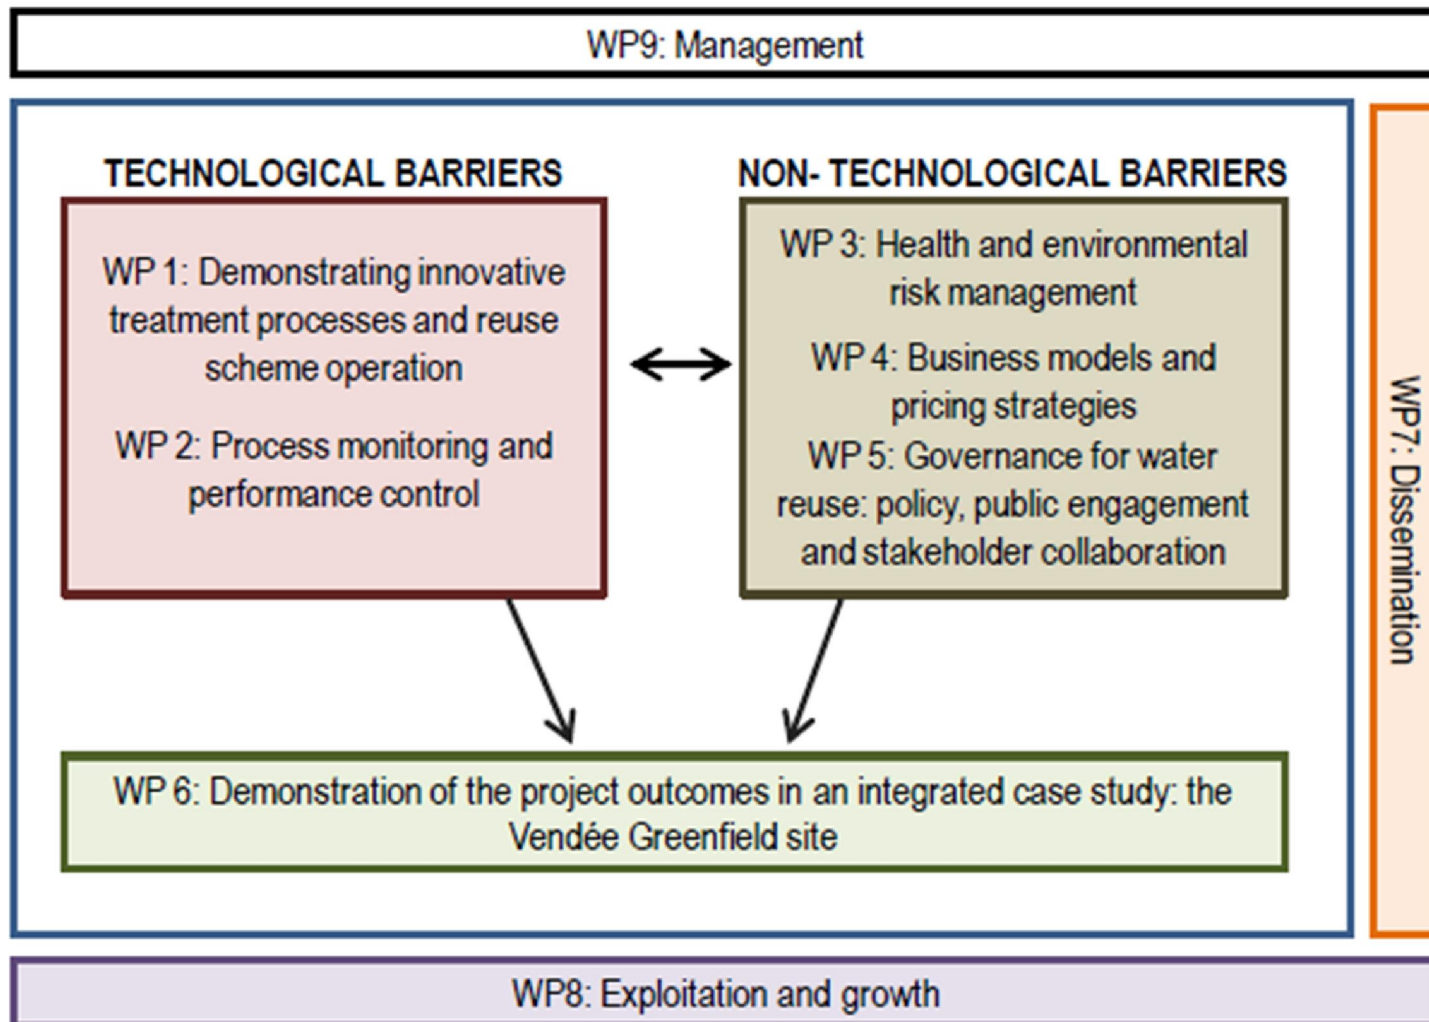 WP9: Management
TECHNOLOGICAL BARRIERS
WP 1: Demonstrating innovative
treatment processes and reuse
scheme operation
WP 2: Process monitoring and
performance control
NON- TECHNOLOGICAL BARRIERS
WP 3: Health and environmental
risk management
WP 4: Business models and
pricing strategies
WP 5: Governance for water
reuse: policy, public engagement
and stakeholder collaboration
WP 6: Demonstration of the project outcomes in an integrated case study: the
Vendée Greenfield site
WP7: Dissemination
WP8: Exploitation and growth